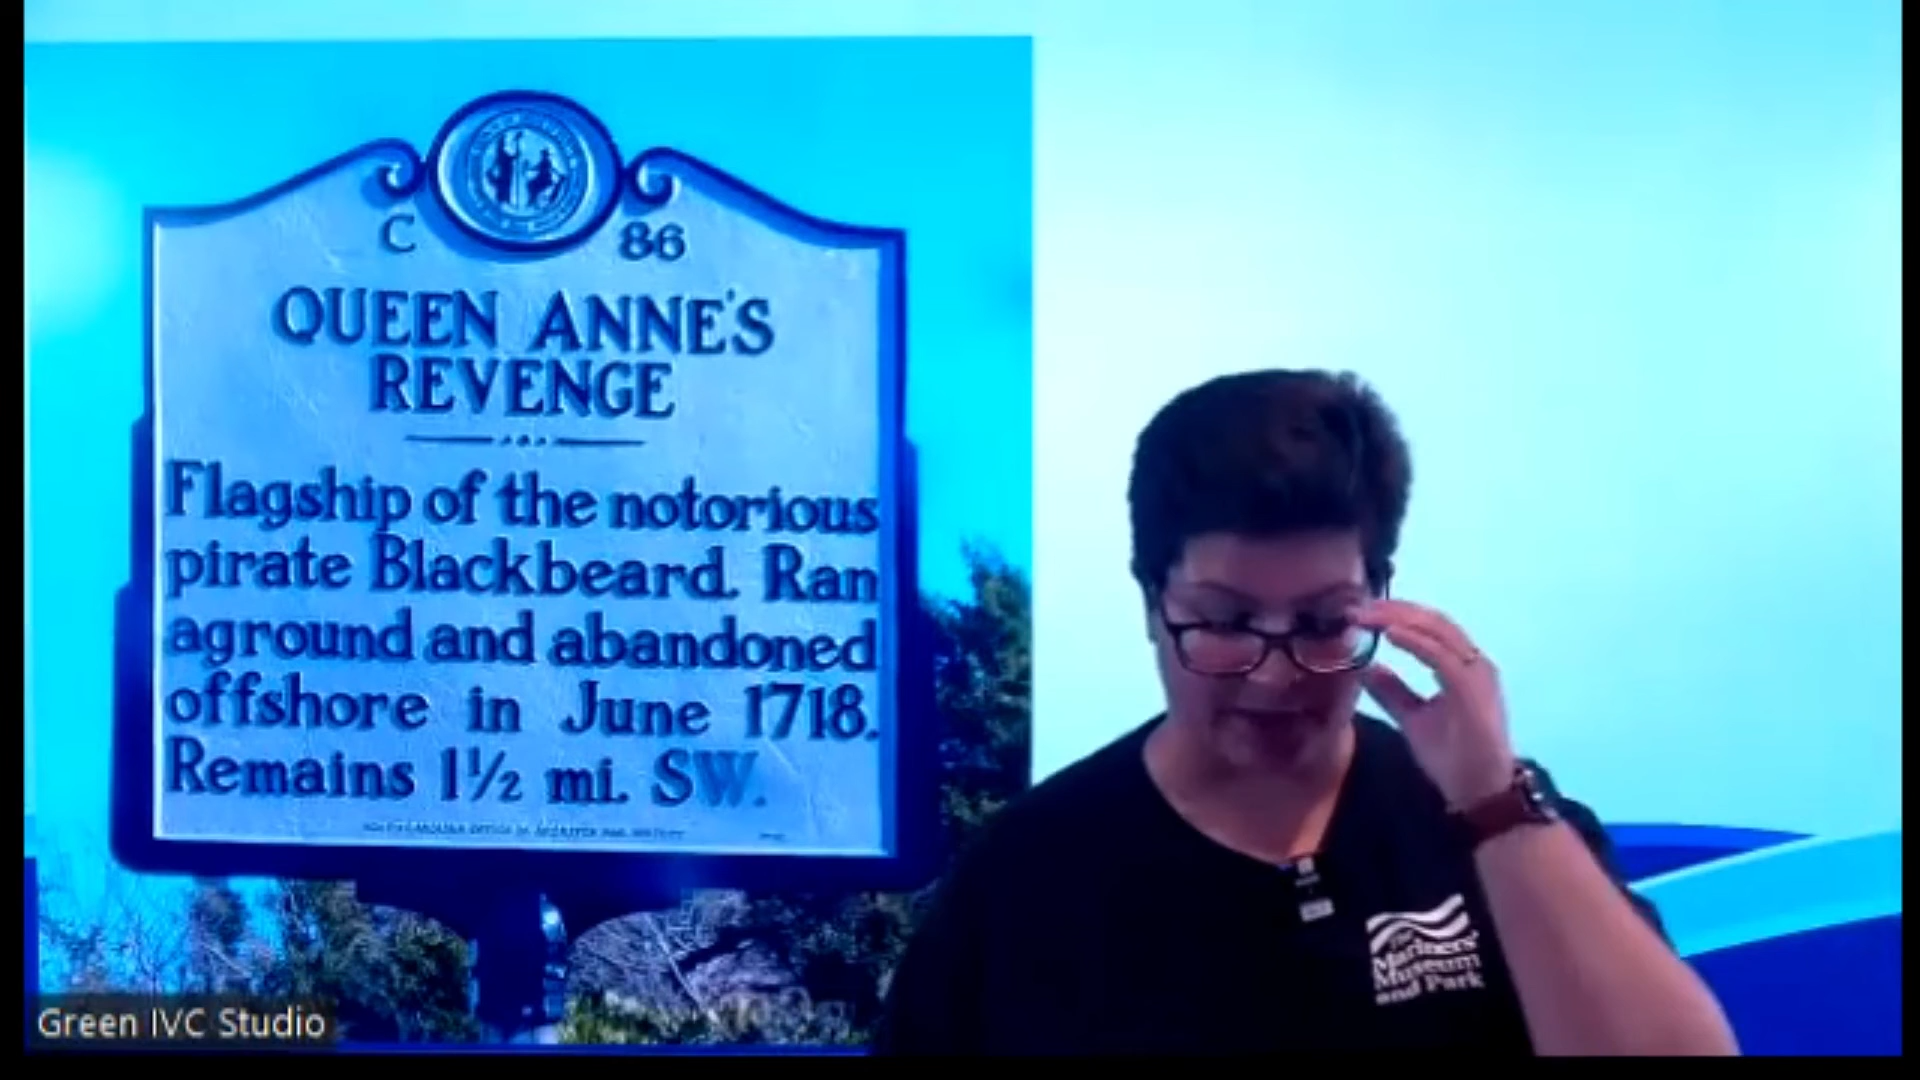 C 86
QUEEN ANNE'S
REVENGE
Flagship of the notorious
pirate Blackbeard. Ran
aground and abandoned
offshore in June 1718.
Remains 1½ mi. SW.
The
Mariners'
Museum
and Park
Green IVC Studio